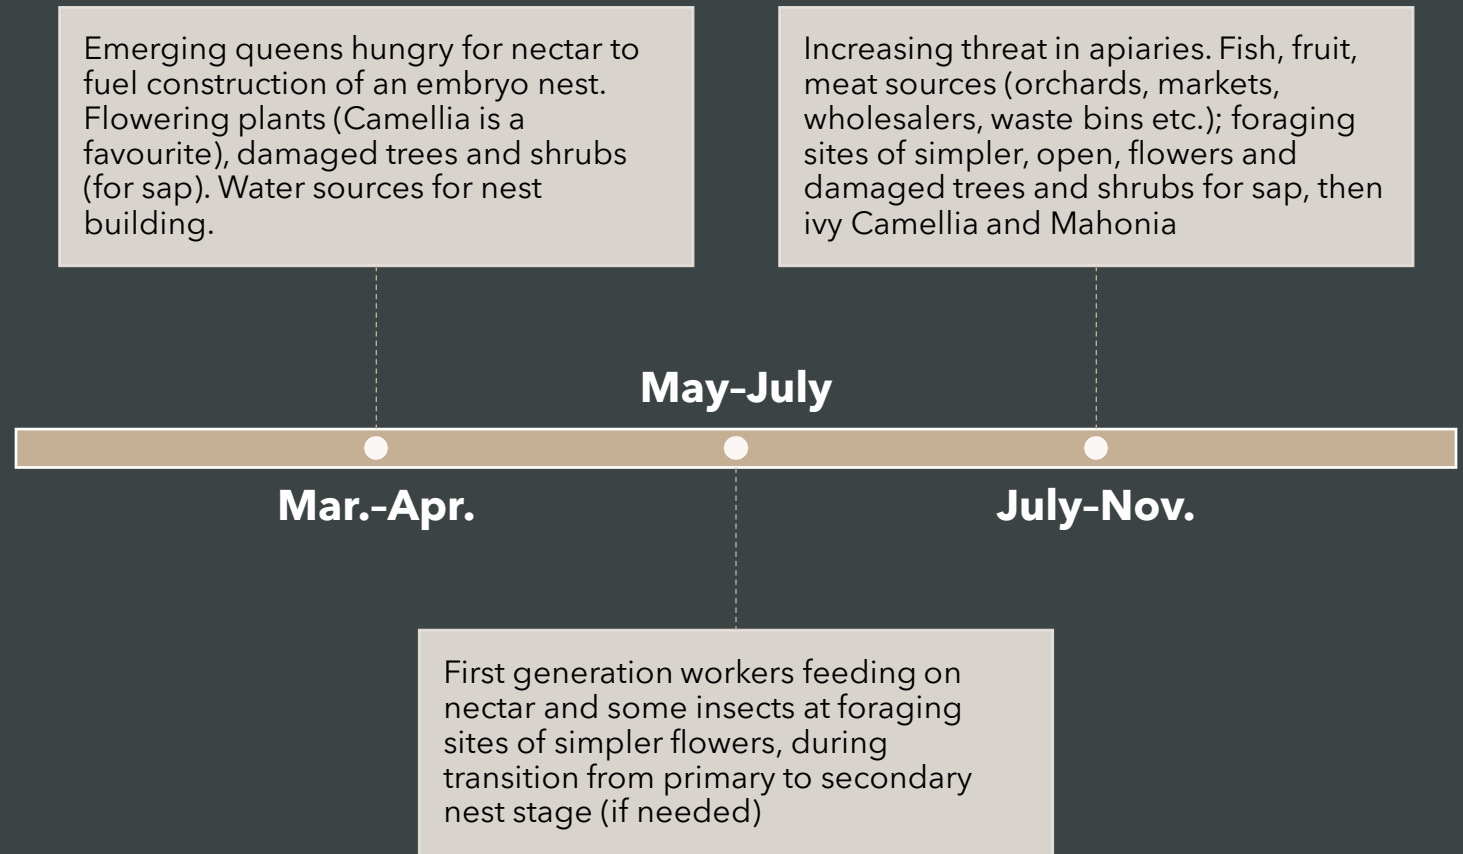 Emerging queens hungry for nectar to
fuel construction of an embryo nest.
Flowering plants (Camellia is a
favourite), damaged trees and shrubs
(for sap). Water sources for nest
building.
Increasing threat in apiaries. Fish, fruit,
meat sources (orchards, markets,
wholesalers, waste bins etc.); foraging
sites of simpler, open, flowers and
damaged trees and shrubs for sap, then
ivy Camellia and Mahonia
May–July
Mar.–Apr.
July–Nov.
First generation workers feeding on
nectar and some insects at foraging
sites of simpler flowers, during
transition from primary to secondary
nest stage (if needed)